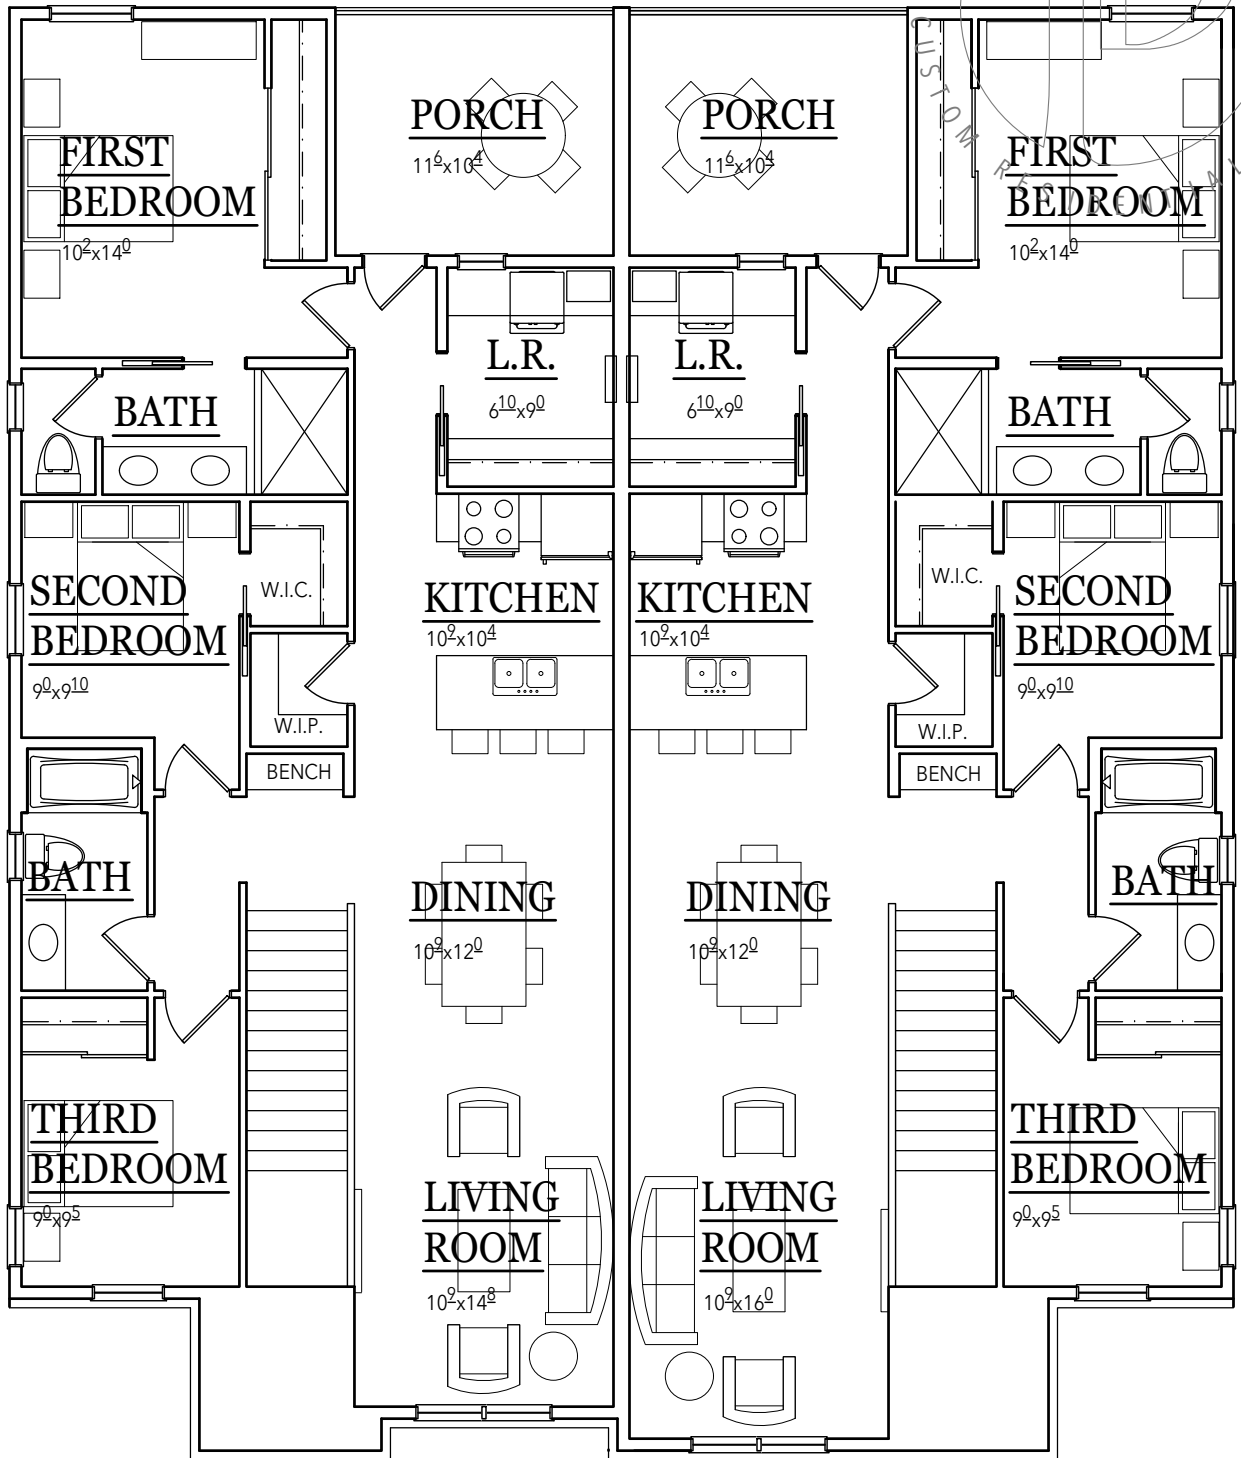 CUSTOM RESIDENTIAL
PORCH
11⁶x10⁴
PORCH
11⁶x10⁴
FIRST
BEDROOM
10²x14⁰
FIRST
BEDROOM
10²x14⁰
L.R.
6¹⁰x9⁰
L.R.
6¹⁰x9⁰
BATH
BATH
SECOND
BEDROOM
9⁰x9¹⁰
W.I.C.
KITCHEN
10⁹x10⁴
KITCHEN
10⁹x10⁴
W.I.C.
SECOND
BEDROOM
9⁰x9¹⁰
W.I.P.
W.I.P.
BENCH
BENCH
BATH
DINING
10⁹x12⁰
DINING
10⁹x12⁰
BATH
THIRD
BEDROOM
9⁰x9⁵
LIVING
ROOM
10⁹x14⁸
LIVING
ROOM
10⁹x16⁰
THIRD
BEDROOM
9⁰x9⁵